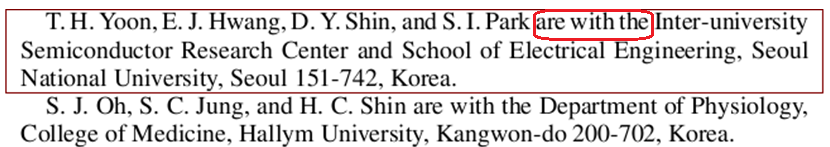 T. H. Yoon, E. J. Hwang, D. Y. Shin, and S. I. Park are with the Inter-university
Semiconductor Research Center and School of Electrical Engineering, Seoul
National University, Seoul 151-742, Korea.
S. J. Oh, S. C. Jung, and H. C. Shin are with the Department of Physiology,
College of Medicine, Hallym University, Kangwon-do 200-702, Korea.